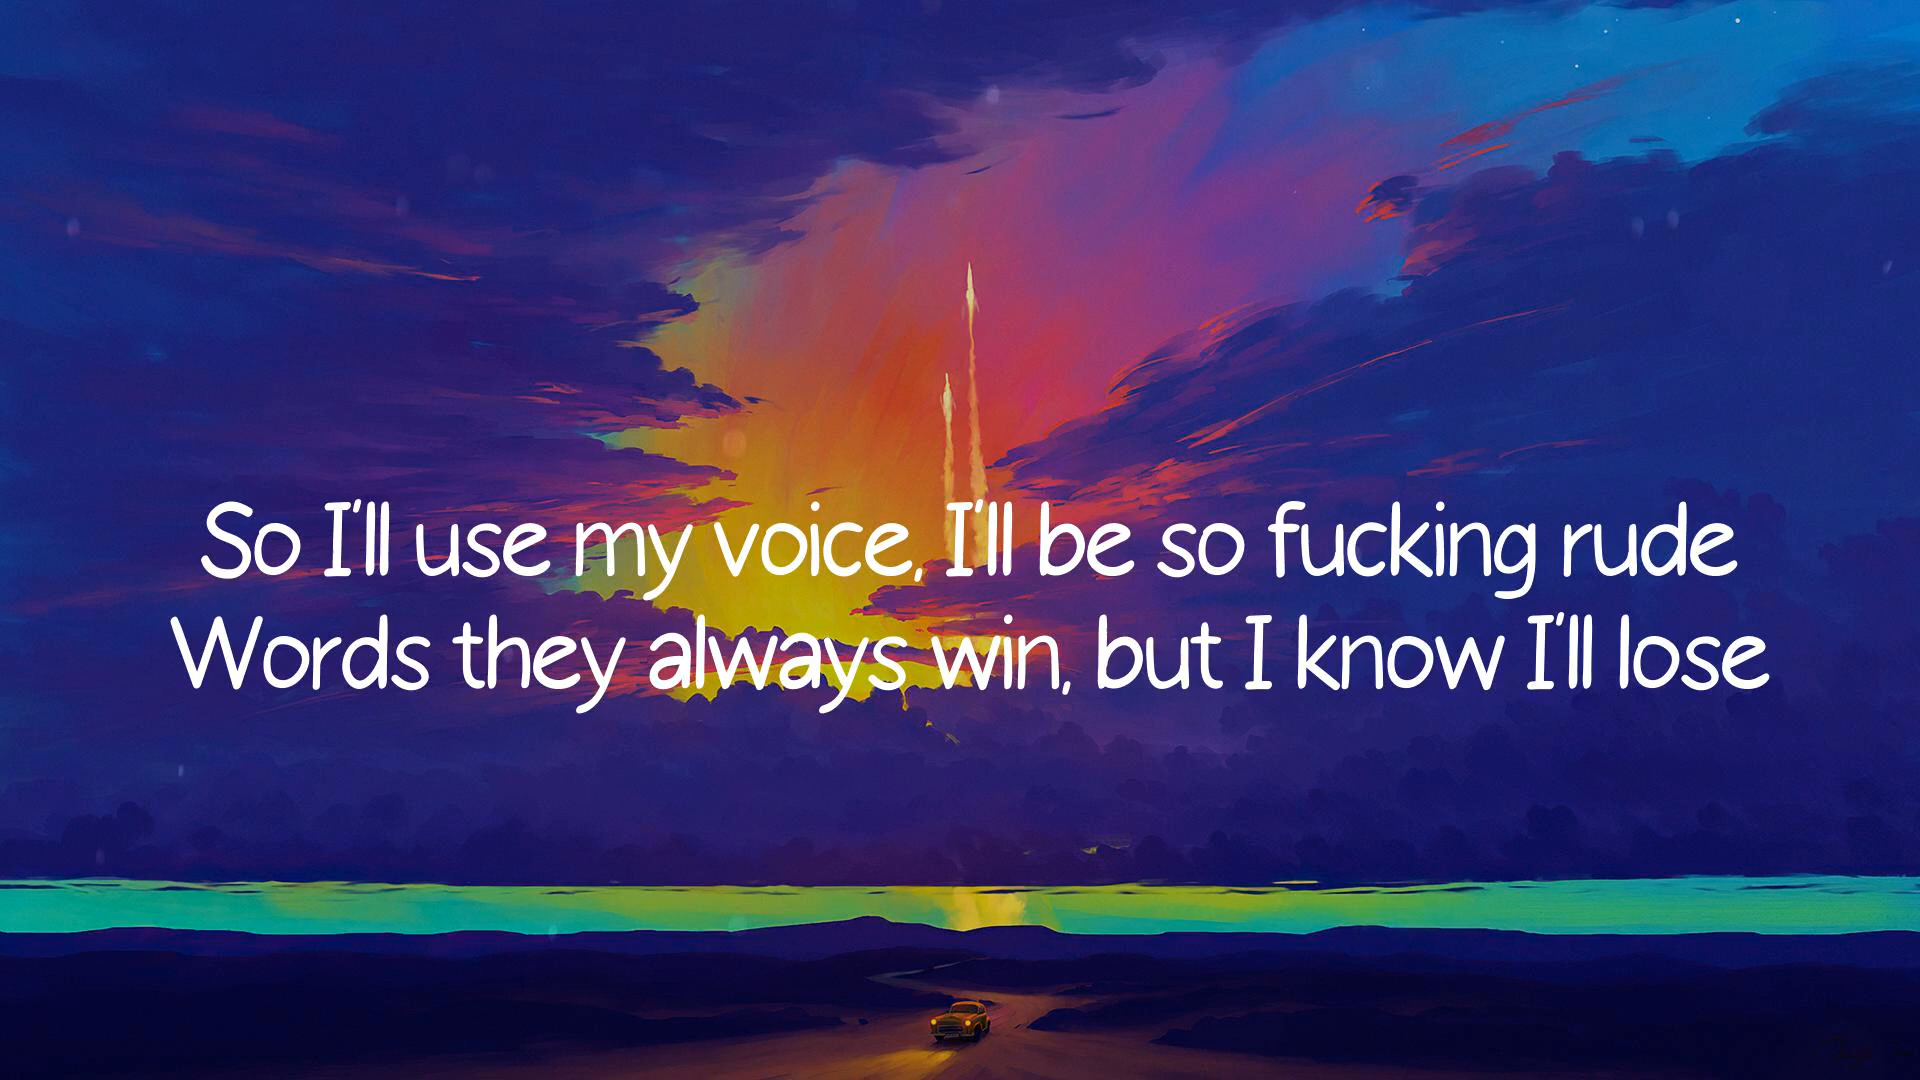 So I'll use my voice, I'll be so fucking rude
Words they always win, but I know I'll lose